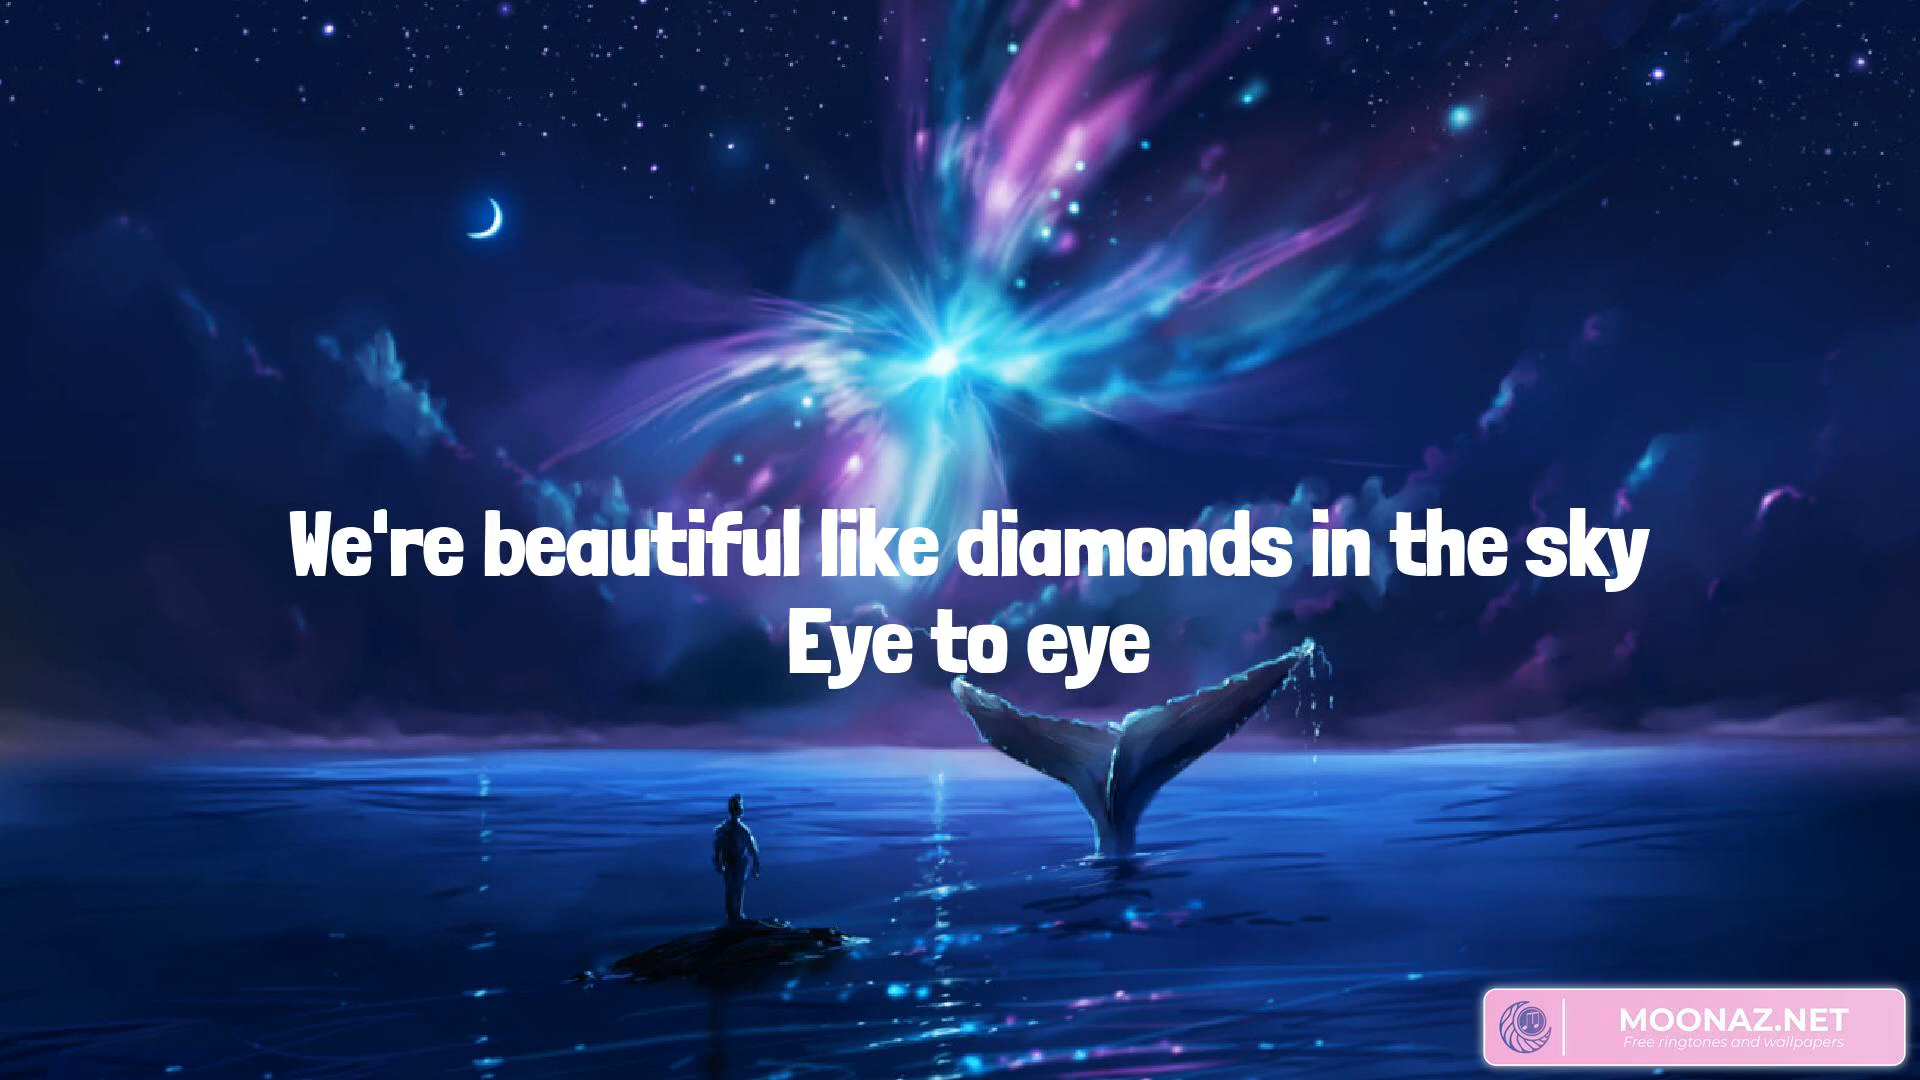 We're beautiful like diamonds in the sky
Eye to eye
MOONAZ.NET
Free ringtones and wallpapers